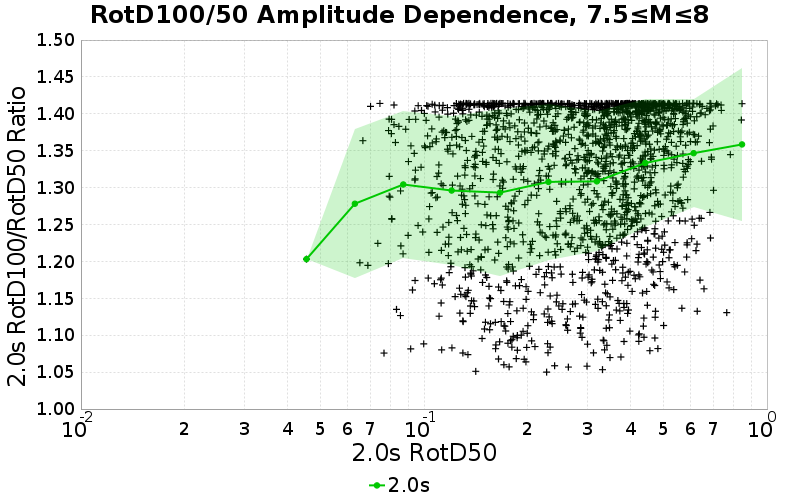 RotD100/50 Amplitude Dependence, 7.5≤M≤8
2.0s RotD100/RotD50 Ratio
1.50
1.45
1.40
1.35
1.30
1.25
1.20
1.15
1.10
1.05
1.00
10-2 2 3 4 5 6 7 10-1 2 3 4 5 6 7 100
2.0s RotD50
2.0s